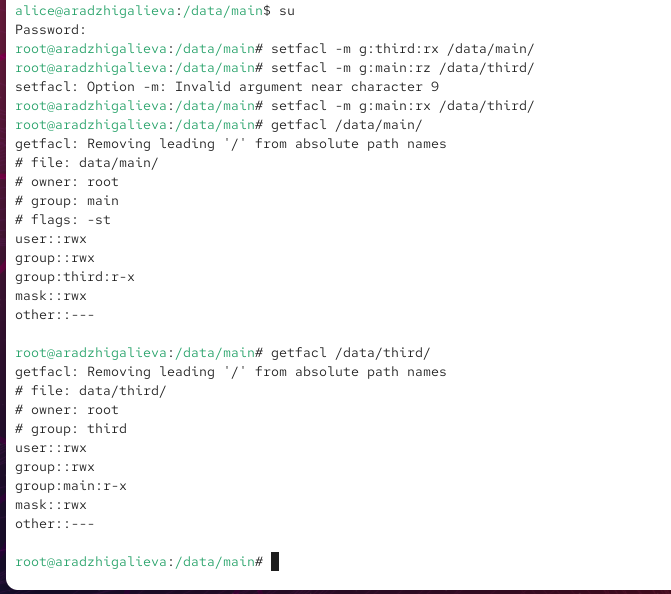 alice@aradzhigalieva:/data/main$ su
Password:
root@aradzhigalieva:/data/main# setfacl -m g:third:rx /data/main/
root@aradzhigalieva:/data/main# setfacl -m g:main:rz /data/third/
setfacl: Option -m: Invalid argument near character 9
root@aradzhigalieva:/data/main# setfacl -m g:main:rx /data/third/
root@aradzhigalieva:/data/main# getfacl /data/main/
getfacl: Removing leading '/' from absolute path names
# file: data/main/
# owner: root
# group: main
# flags: -st
user::rwx
group::rwx
group:third:r-x
mask::rwx
other::---

root@aradzhigalieva:/data/main# getfacl /data/third/
getfacl: Removing leading '/' from absolute path names
# file: data/third/
# owner: root
# group: third
user::rwx
group::rwx
group:main:r-x
mask::rwx
other::---

root@aradzhigalieva:/data/main#